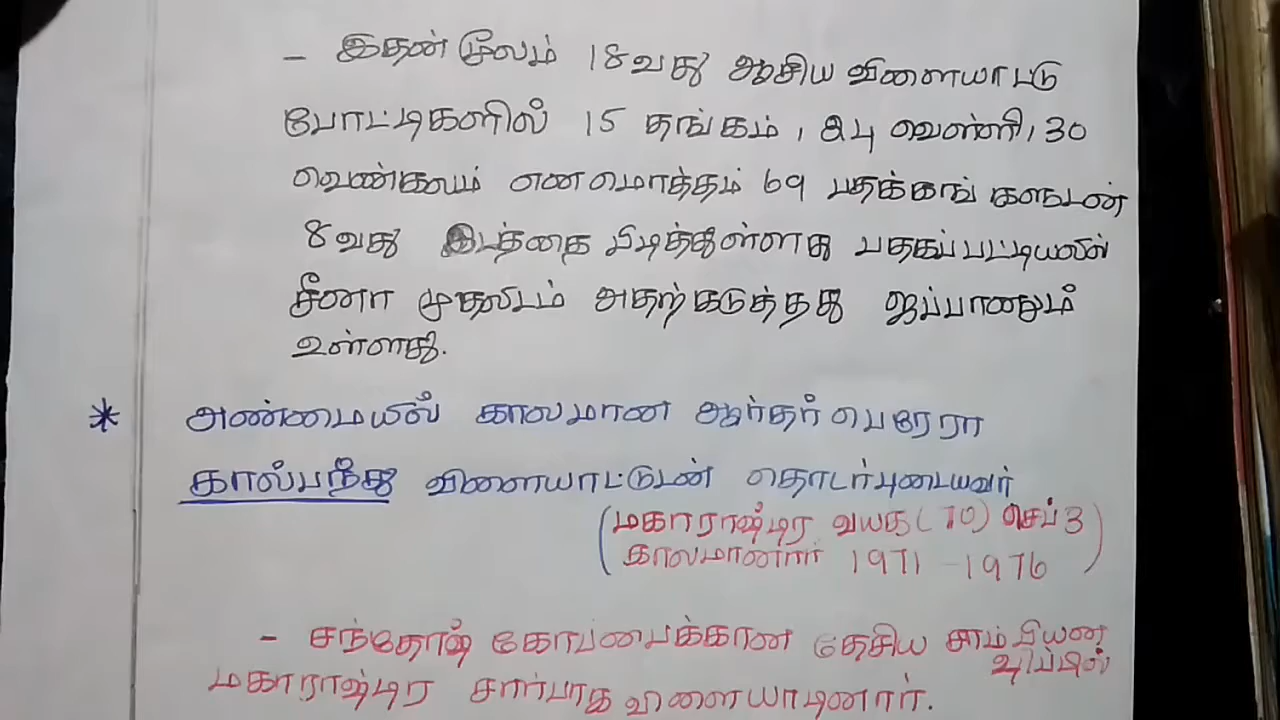 - இதன் மூலம் 18வது ஆசிய விளையாட்டு
போட்டிகளில் 15 தங்கம், 24 வெள்ளி, 30
வெண்கலம் என மொத்தம் 69 பதக்கங்களுடன்
8வது இடத்தை பிடித்துள்ளது பதகப்பட்டியலில்
சீனா முதலிடம் அதற்கடுத்தது ஜப்பானும்
உள்ளது.
* அண்மையில் காலமான ஆர்தர் பெரேரா
கால்பந்து விளையாட்டுடன் தொடர்புடையவர்
(மகாராஷ்டிர வயது (70) செப் 3
காலமானார் 1971 - 1976)
- சந்தோஷ் கோப்பைக்கான தேசிய சாம்பியன்
ஷிப்பில்
மகாராஷ்டிர சார்பாக விளையாடினார்.